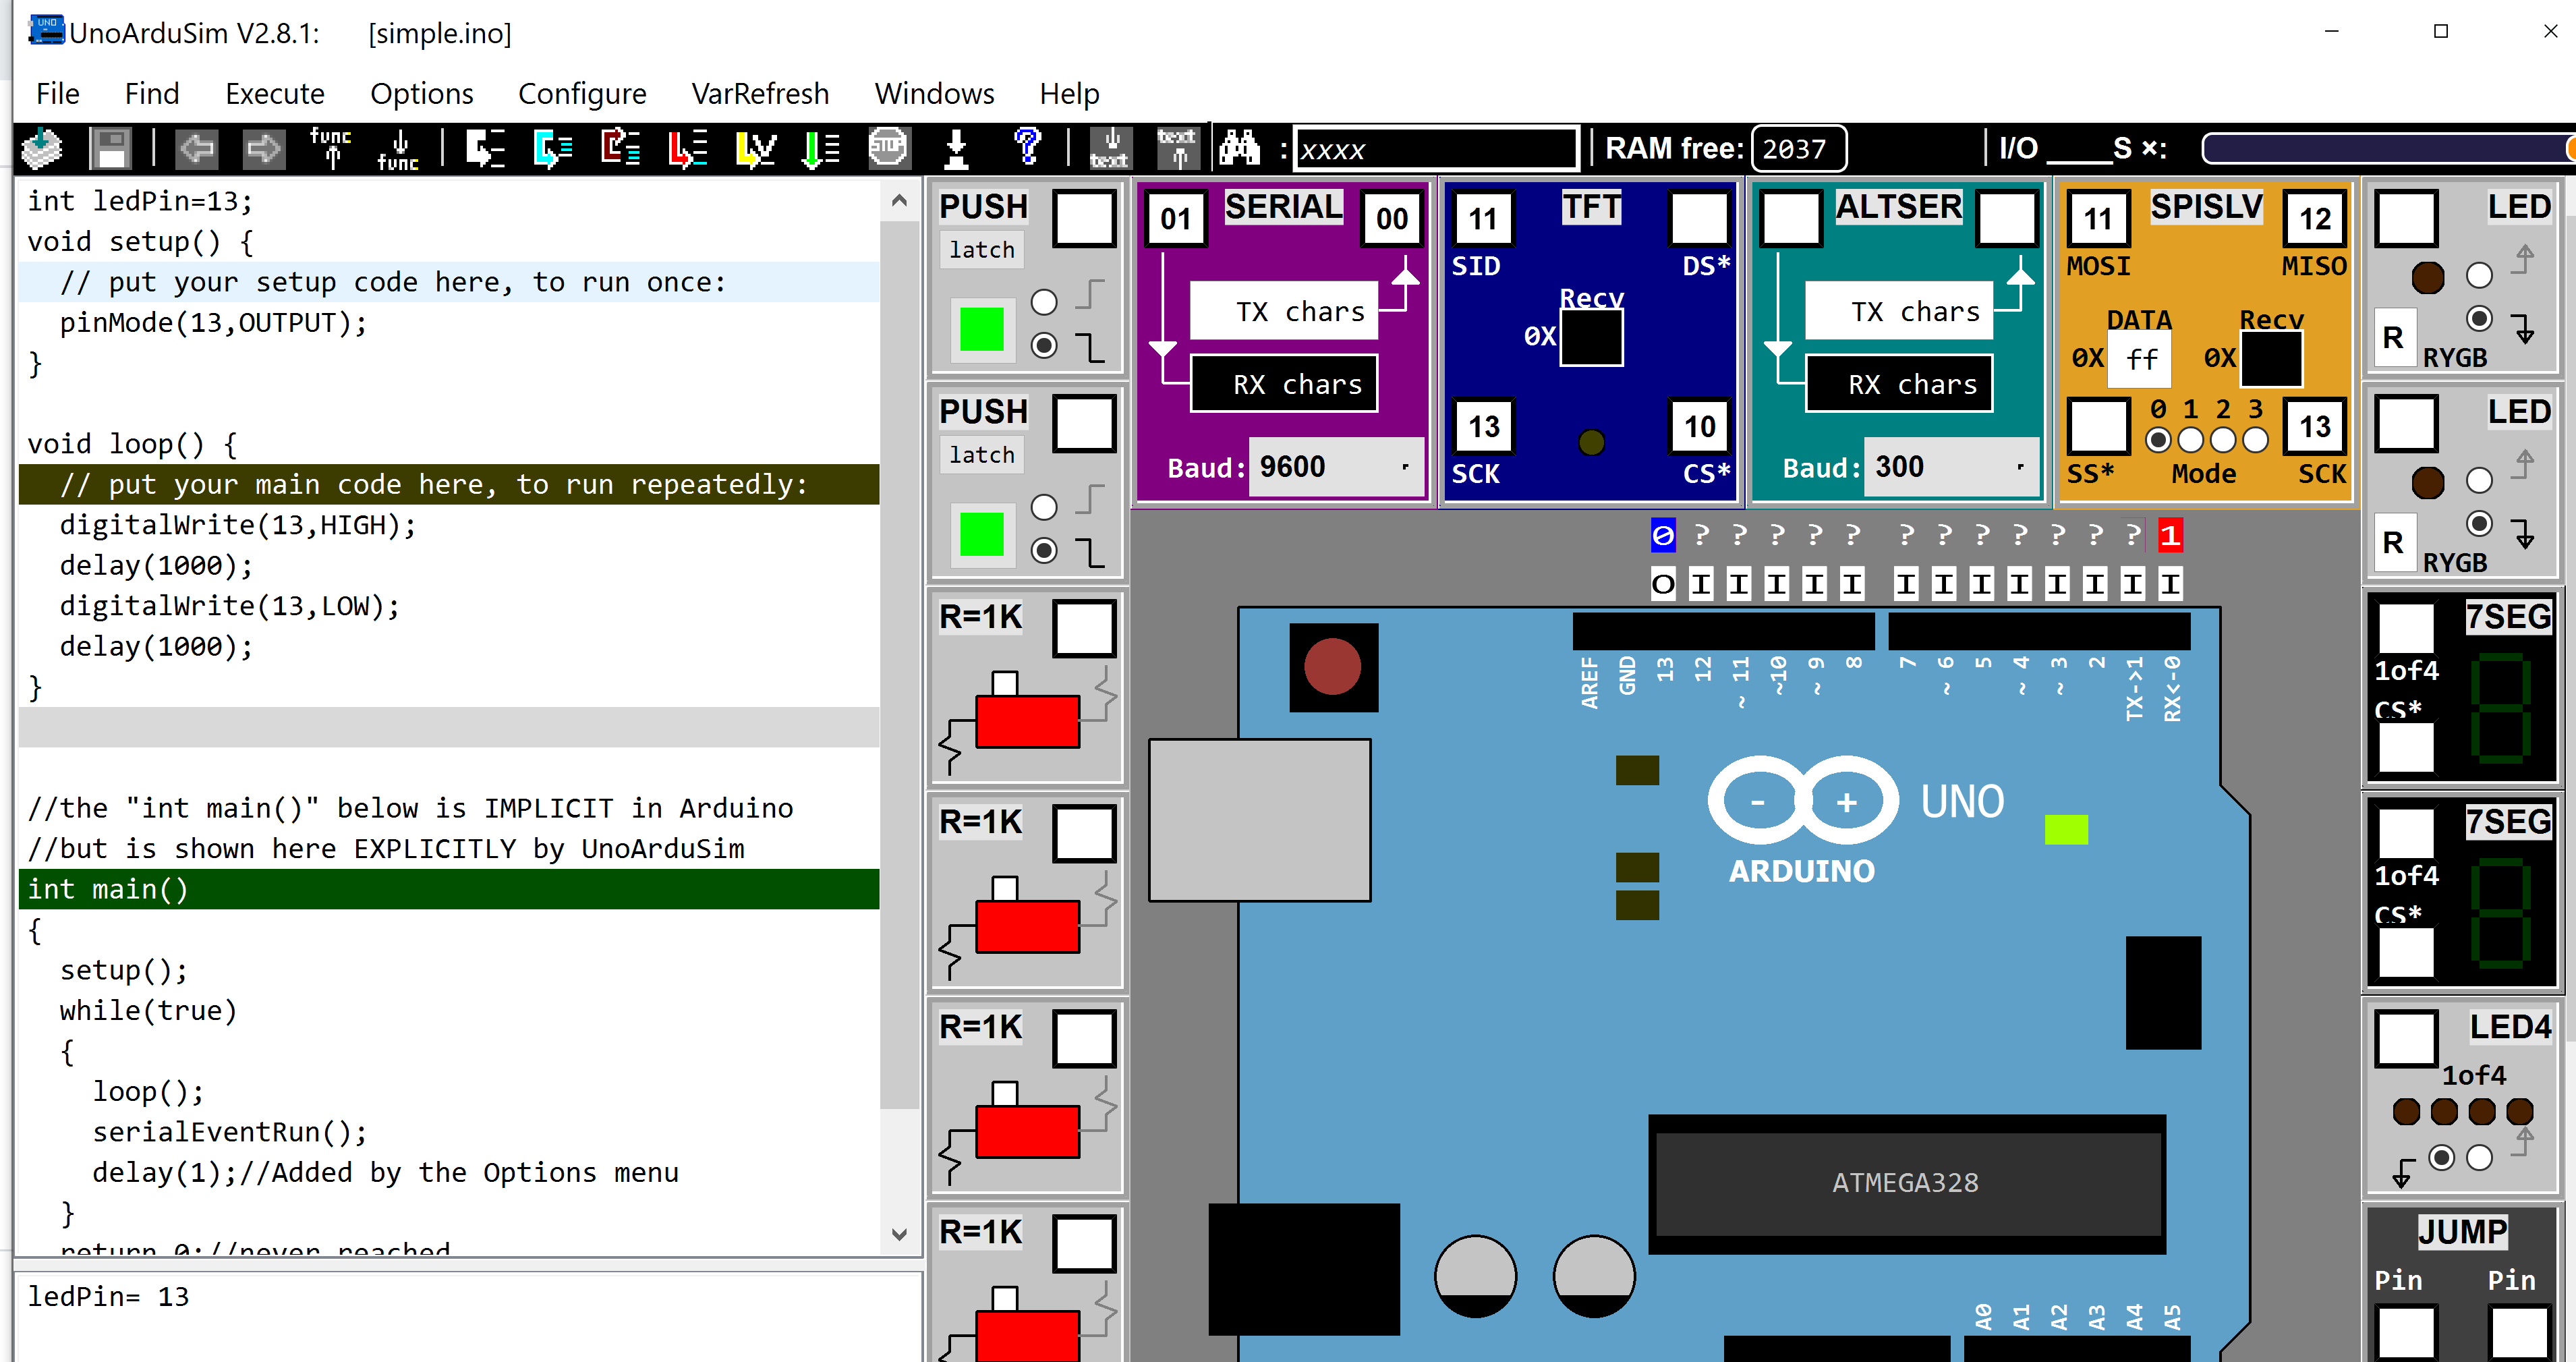 UnoArduSim V2.8.1: [simple.ino]
File Find Execute Options Configure VarRefresh Windows Help
func func STOP text text : xxxx RAM free: 2037 I/O ____S ×:
int ledPin=13;
void setup() {
// put your setup code here, to run once:
pinMode(13,OUTPUT);
}
void loop() {
// put your main code here, to run repeatedly:
digitalWrite(13,HIGH);
delay(1000);
digitalWrite(13,LOW);
delay(1000);
}
//the "int main()" below is IMPLICIT in Arduino
//but is shown here EXPLICITLY by UnoArduSim
int main()
{
setup();
while(true)
{
loop();
serialEventRun();
delay(1);//Added by the Options menu
}
return 0;//never reached
ledPin= 13
PUSH
latch
PUSH
latch
R=1K
R=1K
R=1K
R=1K
01 SERIAL 00
TX chars
RX chars
Baud: 9600
11 TFT
SID DS*
Recv
0X
13 10
SCK CS*
ALTSER
TX chars
RX chars
Baud: 300
11 SPISLV 12
MOSI MISO
DATA Recv
0X ff 0X
0 1 2 3 13
SS* Mode SCK
0 ? ? ? ? ? ? ? ? ? ? ? ? 1
O I I I I I I I I I I I I I
AREF GND 13 12 ~11 ~10 ~9 8 7 ~6 5 ~4 ~3 2 TX->1 RX<-0
- + UNO
ARDUINO
ATMEGA328
A0 A1 A2 A3 A4 A5
LED
R RYGB
LED
R RYGB
7SEG
1of4
CS*
7SEG
1of4
CS*
LED4
1of4
JUMP
Pin Pin